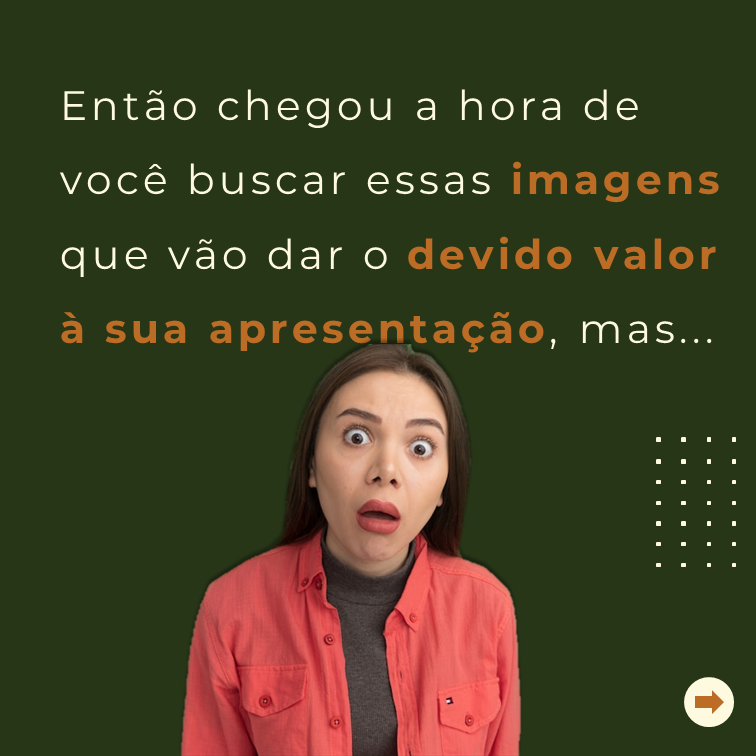 Então chegou a hora de
você buscar essas imagens
que vão dar o devido valor
à sua apresentação, mas...